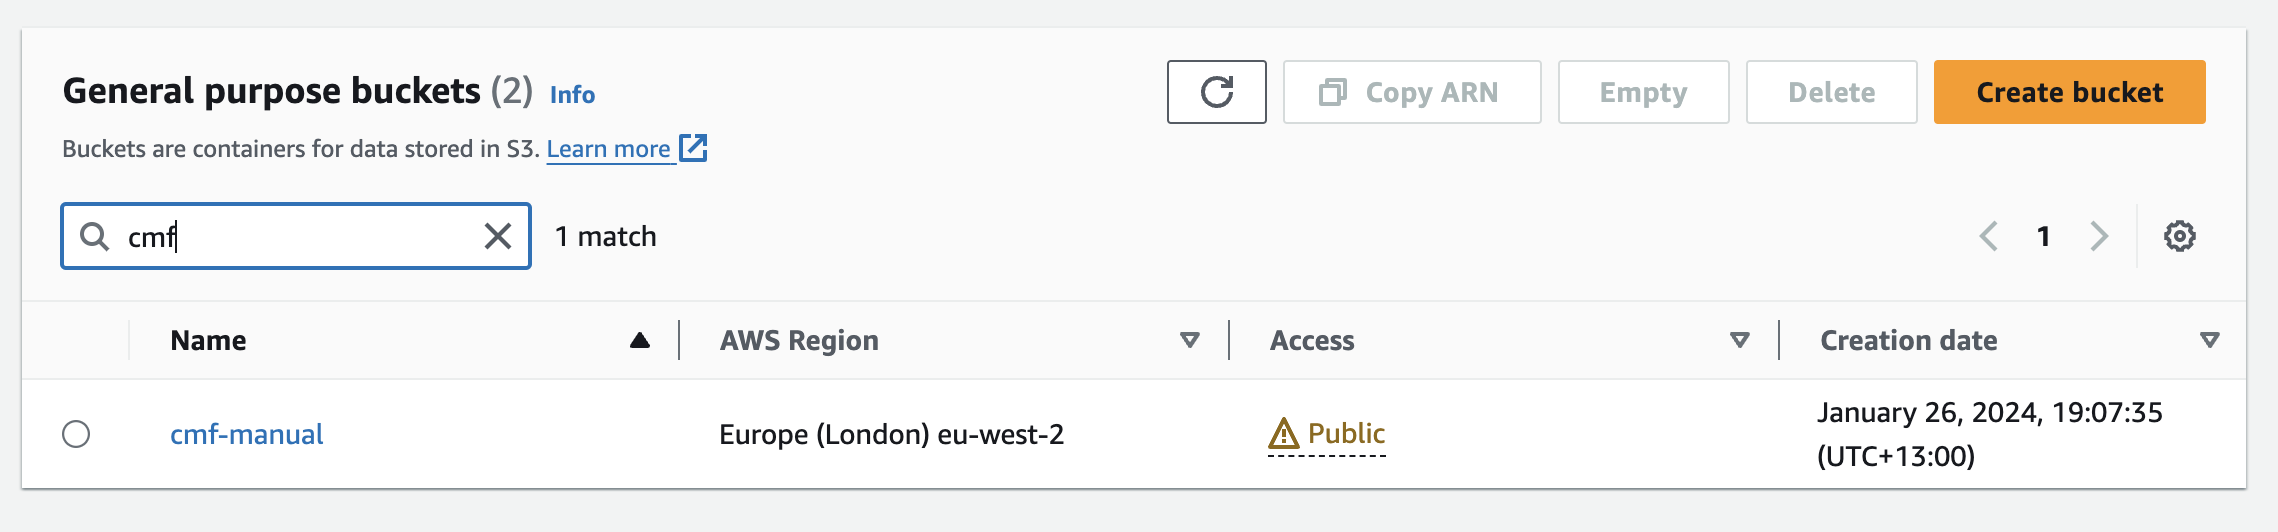 General purpose buckets (2) Info
Copy ARN
Empty
Delete
Create bucket
Buckets are containers for data stored in S3. Learn more
cmf
1 match
1
Name
AWS Region
Access
Creation date
cmf-manual
Europe (London) eu-west-2
Public
January 26, 2024, 19:07:35
(UTC+13:00)